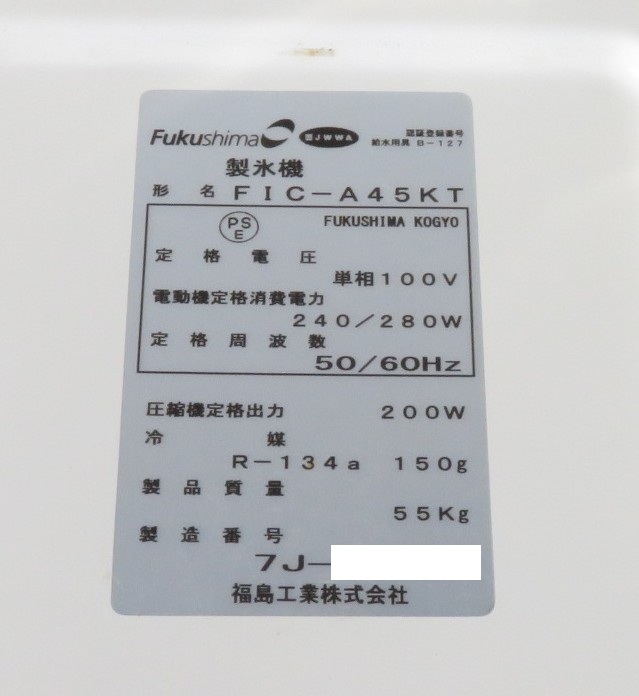 Fukushima JWWA 認証登録番号
給水用具 B-127
製氷機
形名 FIC-A45KT
PS E FUKUSHIMA KOGYO
定格電圧
単相100V
電動機定格消費電力
240/280W
定格周波数
50/60Hz
圧縮機定格出力 200W
冷媒
R-134a 150g
製品質量
55Kg
製造番号
7J-
福島工業株式会社